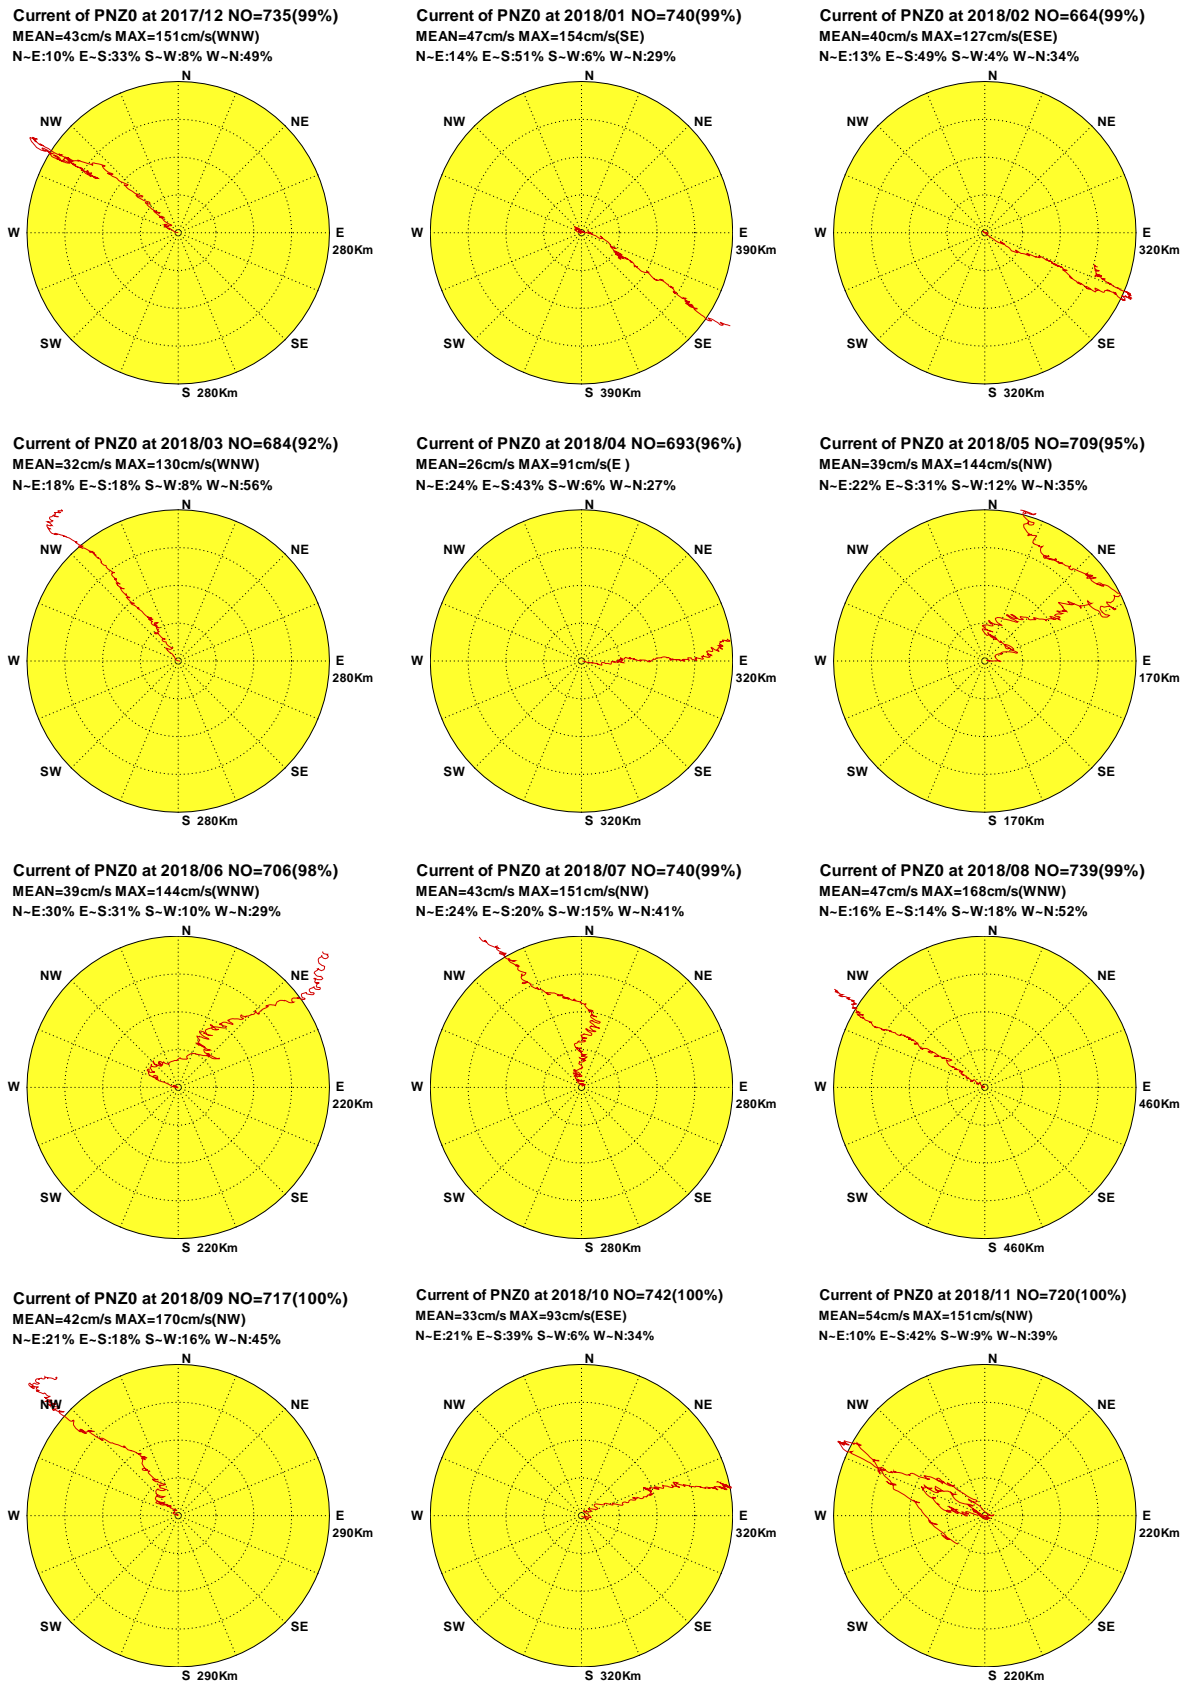 Current of PNZ0 at 2017/12 NO=735(99%)
MEAN=43cm/s MAX=151cm/s(WNW)
N~E:10% E~S:33% S~W:8% W~N:49%
N
NW
NE
W
E
280Km
SW
SE
S 280Km
Current of PNZ0 at 2018/01 NO=740(99%)
MEAN=47cm/s MAX=154cm/s(SE)
N~E:14% E~S:51% S~W:6% W~N:29%
N
NW
NE
W
E
390Km
SW
SE
S 390Km
Current of PNZ0 at 2018/02 NO=664(99%)
MEAN=40cm/s MAX=127cm/s(ESE)
N~E:13% E~S:49% S~W:4% W~N:34%
N
NW
NE
W
E
320Km
SW
SE
S 320Km
Current of PNZ0 at 2018/03 NO=684(92%)
MEAN=32cm/s MAX=130cm/s(WNW)
N~E:18% E~S:18% S~W:8% W~N:56%
N
NW
NE
W
E
280Km
SW
SE
S 280Km
Current of PNZ0 at 2018/04 NO=693(96%)
MEAN=26cm/s MAX=91cm/s(E )
N~E:24% E~S:43% S~W:6% W~N:27%
N
NW
NE
W
E
320Km
SW
SE
S 320Km
Current of PNZ0 at 2018/05 NO=709(95%)
MEAN=39cm/s MAX=144cm/s(NW)
N~E:22% E~S:31% S~W:12% W~N:35%
N
NW
NE
W
E
170Km
SW
SE
S 170Km
Current of PNZ0 at 2018/06 NO=706(98%)
MEAN=39cm/s MAX=144cm/s(WNW)
N~E:30% E~S:31% S~W:10% W~N:29%
N
NW
NE
W
E
220Km
SW
SE
S 220Km
Current of PNZ0 at 2018/07 NO=740(99%)
MEAN=43cm/s MAX=151cm/s(NW)
N~E:24% E~S:20% S~W:15% W~N:41%
N
NW
NE
W
E
280Km
SW
SE
S 280Km
Current of PNZ0 at 2018/08 NO=739(99%)
MEAN=47cm/s MAX=168cm/s(WNW)
N~E:16% E~S:14% S~W:18% W~N:52%
N
NW
NE
W
E
460Km
SW
SE
S 460Km
Current of PNZ0 at 2018/09 NO=717(100%)
MEAN=42cm/s MAX=170cm/s(NW)
N~E:21% E~S:18% S~W:16% W~N:45%
N
NW
NE
W
E
290Km
SW
SE
S 290Km
Current of PNZ0 at 2018/10 NO=742(100%)
MEAN=33cm/s MAX=93cm/s(ESE)
N~E:21% E~S:39% S~W:6% W~N:34%
N
NW
NE
W
E
320Km
SW
SE
S 320Km
Current of PNZ0 at 2018/11 NO=720(100%)
MEAN=54cm/s MAX=151cm/s(NW)
N~E:10% E~S:42% S~W:9% W~N:39%
N
NW
NE
W
E
220Km
SW
SE
S 220Km